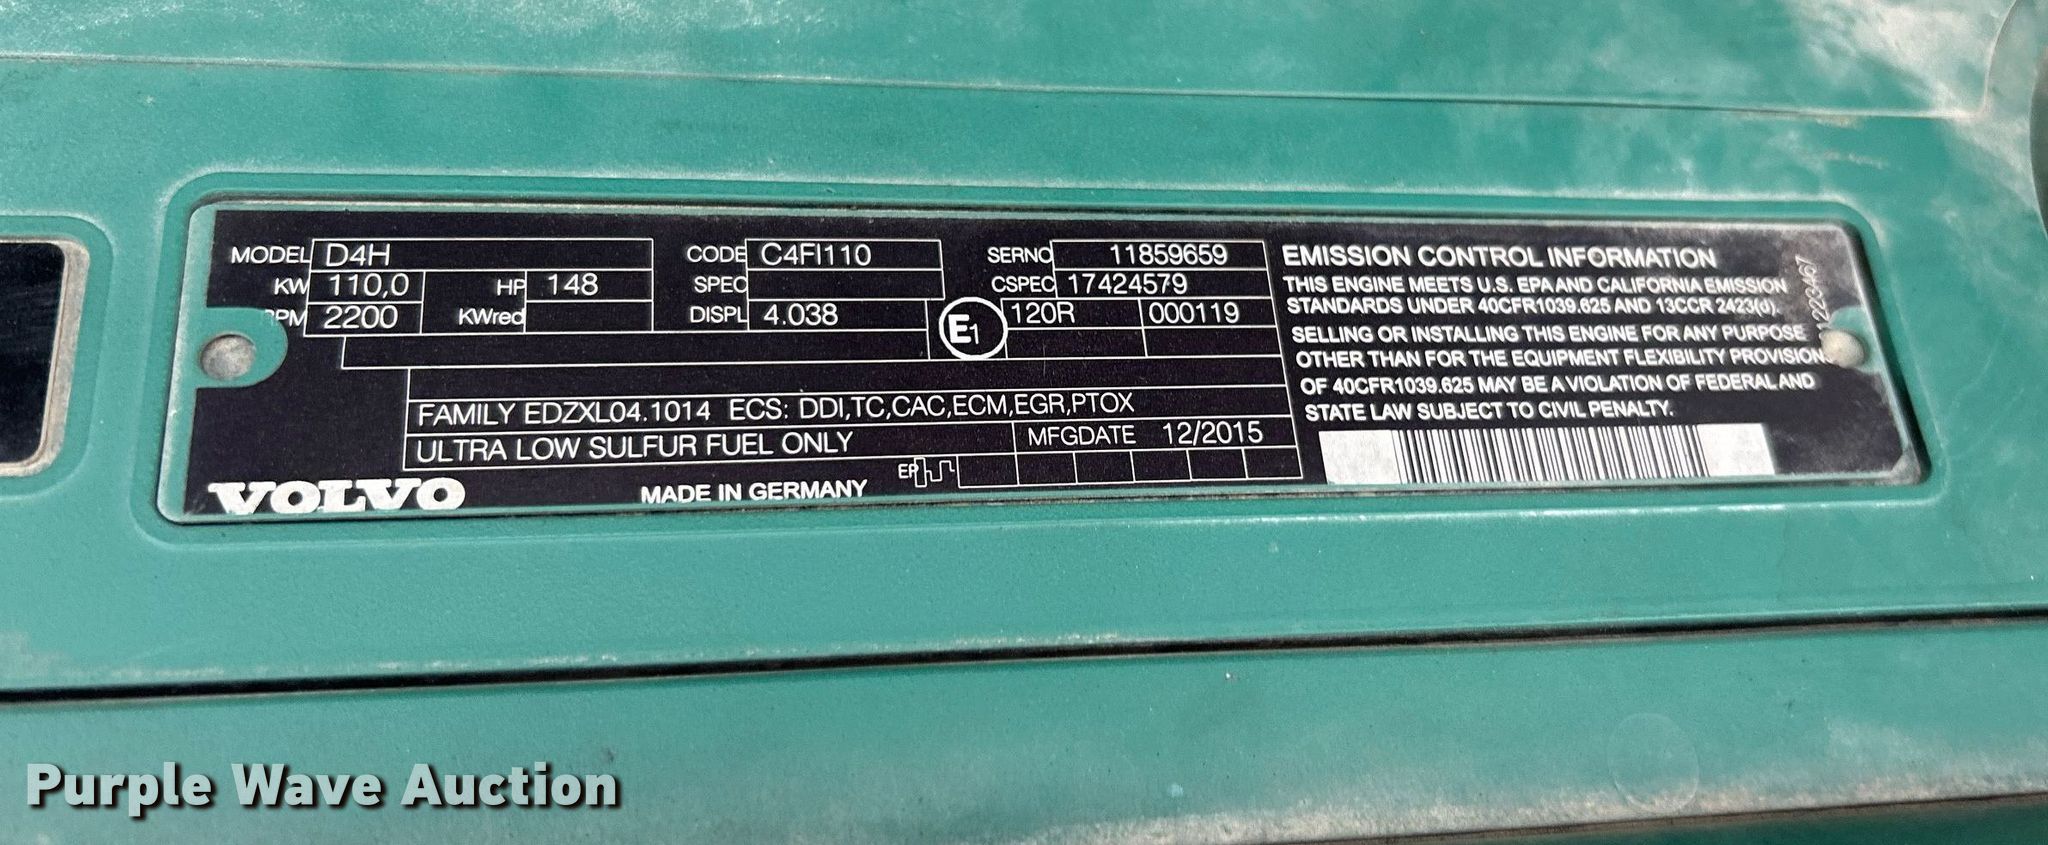 MODEL D4H CODE C4FI110 SERNO 11859659
KW 110,0 HP 148 SPEC CSPEC 17424579
RPM 2200 KWred DISPL 4.038 E1 120R 000119
FAMILY EDZXL04.1014 ECS: DDI,TC,CAC,ECM,EGR,PTOX
ULTRA LOW SULFUR FUEL ONLY MFGDATE 12/2015
EP
VOLVO MADE IN GERMANY
EMISSION CONTROL INFORMATION
THIS ENGINE MEETS U.S. EPA AND CALIFORNIA EMISSION
STANDARDS UNDER 40CFR1039.625 AND 13CCR 2423(d).
SELLING OR INSTALLING THIS ENGINE FOR ANY PURPOSE
OTHER THAN FOR THE EQUIPMENT FLEXIBILITY PROVISIONS
OF 40CFR1039.625 MAY BE A VIOLATION OF FEDERAL AND
STATE LAW SUBJECT TO CIVIL PENALTY.
Purple Wave Auction